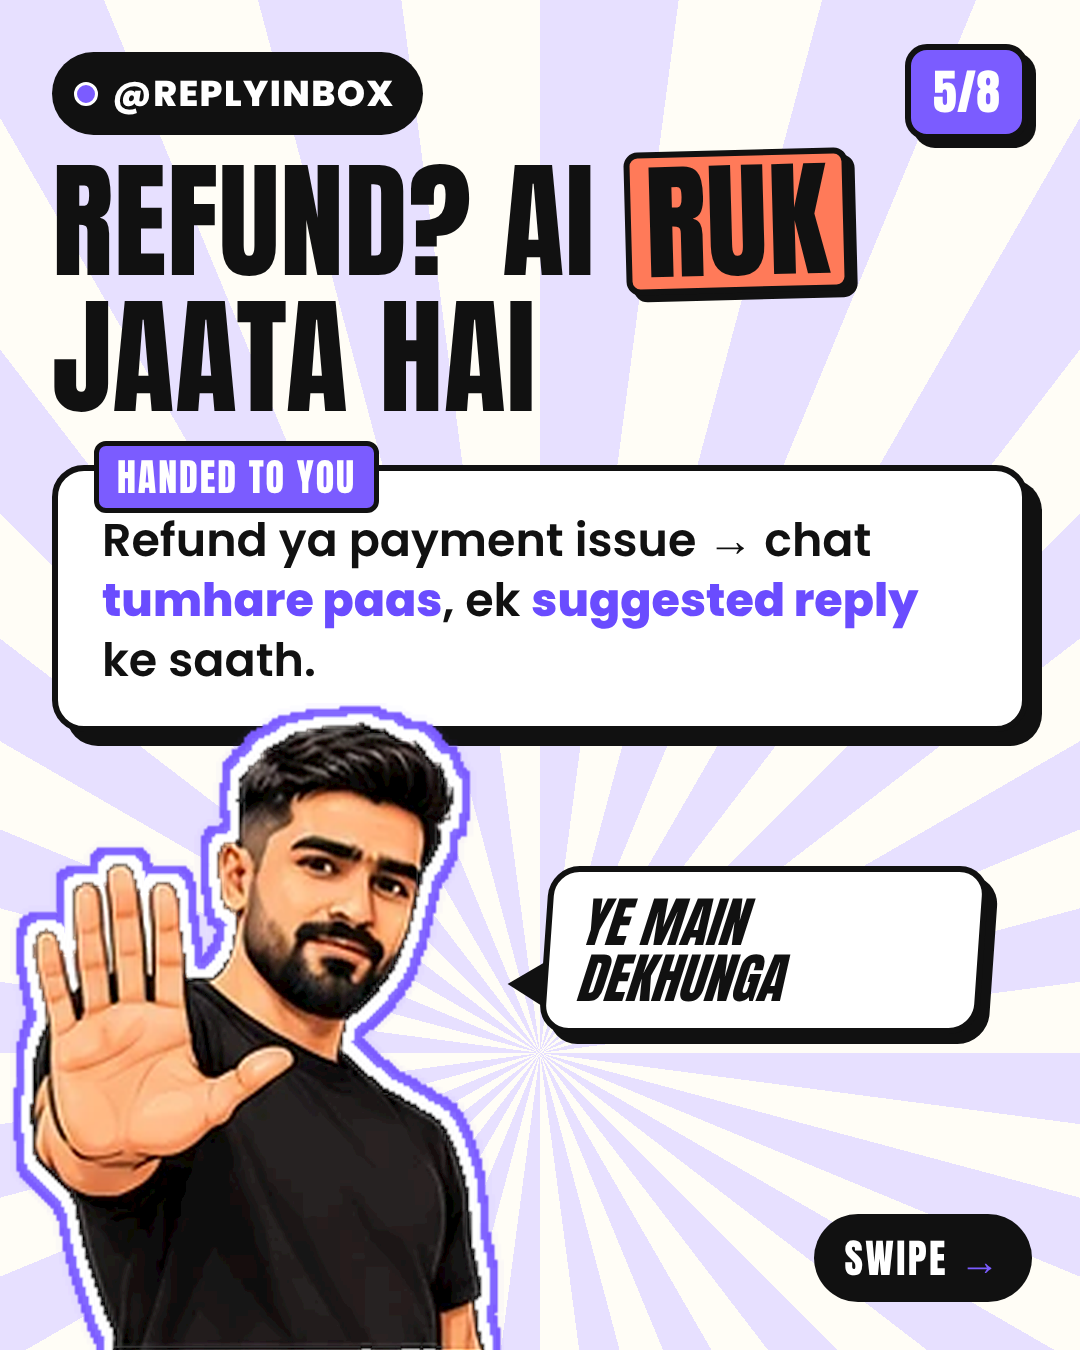 @REPLYINBOX
5/8
REFUND? AI RUK
JAATA HAI
HANDED TO YOU
Refund ya payment issue → chat
tumhare paas, ek suggested reply
ke saath.
YE MAIN
DEKHUNGA
SWIPE →